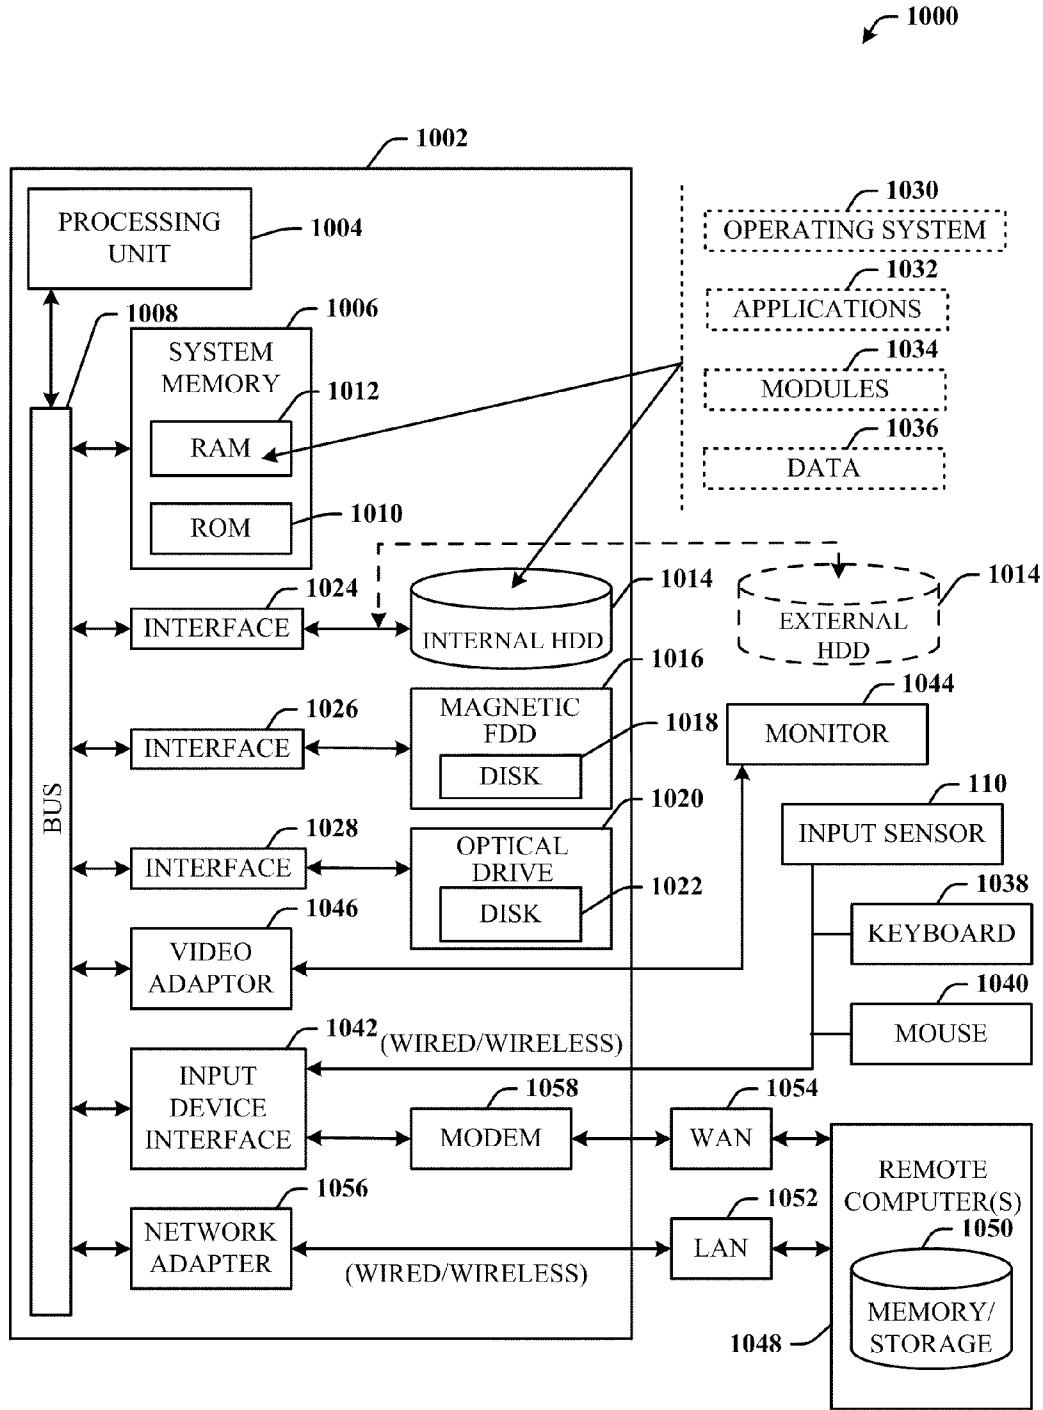 1000
1002
PROCESSING
UNIT
1004
1030
OPERATING SYSTEM
1032
APPLICATIONS
1034
MODULES
1036
DATA
1008
1006
SYSTEM
MEMORY
1012
RAM
1010
ROM
1024
INTERFACE
1014
INTERNAL HDD
1014
EXTERNAL
HDD
1026
INTERFACE
1016
MAGNETIC
FDD
1018
DISK
1044
MONITOR
BUS
1028
INTERFACE
1020
OPTICAL
DRIVE
1022
DISK
110
INPUT SENSOR
1038
KEYBOARD
1046
VIDEO
ADAPTOR
1040
MOUSE
1042
INPUT
DEVICE
INTERFACE
(WIRED/WIRELESS)
1058
MODEM
1054
WAN
REMOTE
COMPUTER(S)
1056
NETWORK
ADAPTER
(WIRED/WIRELESS)
1052
LAN
1050
MEMORY/
STORAGE
1048